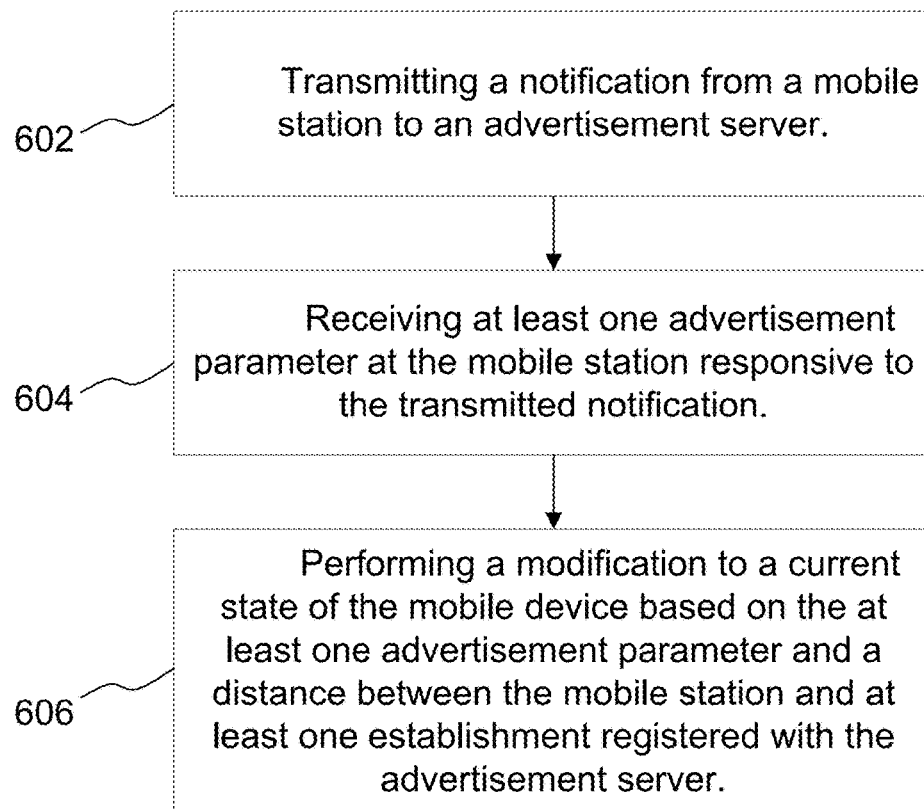 Transmitting a notification from a mobile
station to an advertisement server.
602
Receiving at least one advertisement
parameter at the mobile station responsive to
the transmitted notification.
604
Performing a modification to a current
state of the mobile device based on the at
least one advertisement parameter and a
distance between the mobile station and at
least one establishment registered with the
advertisement server.
606